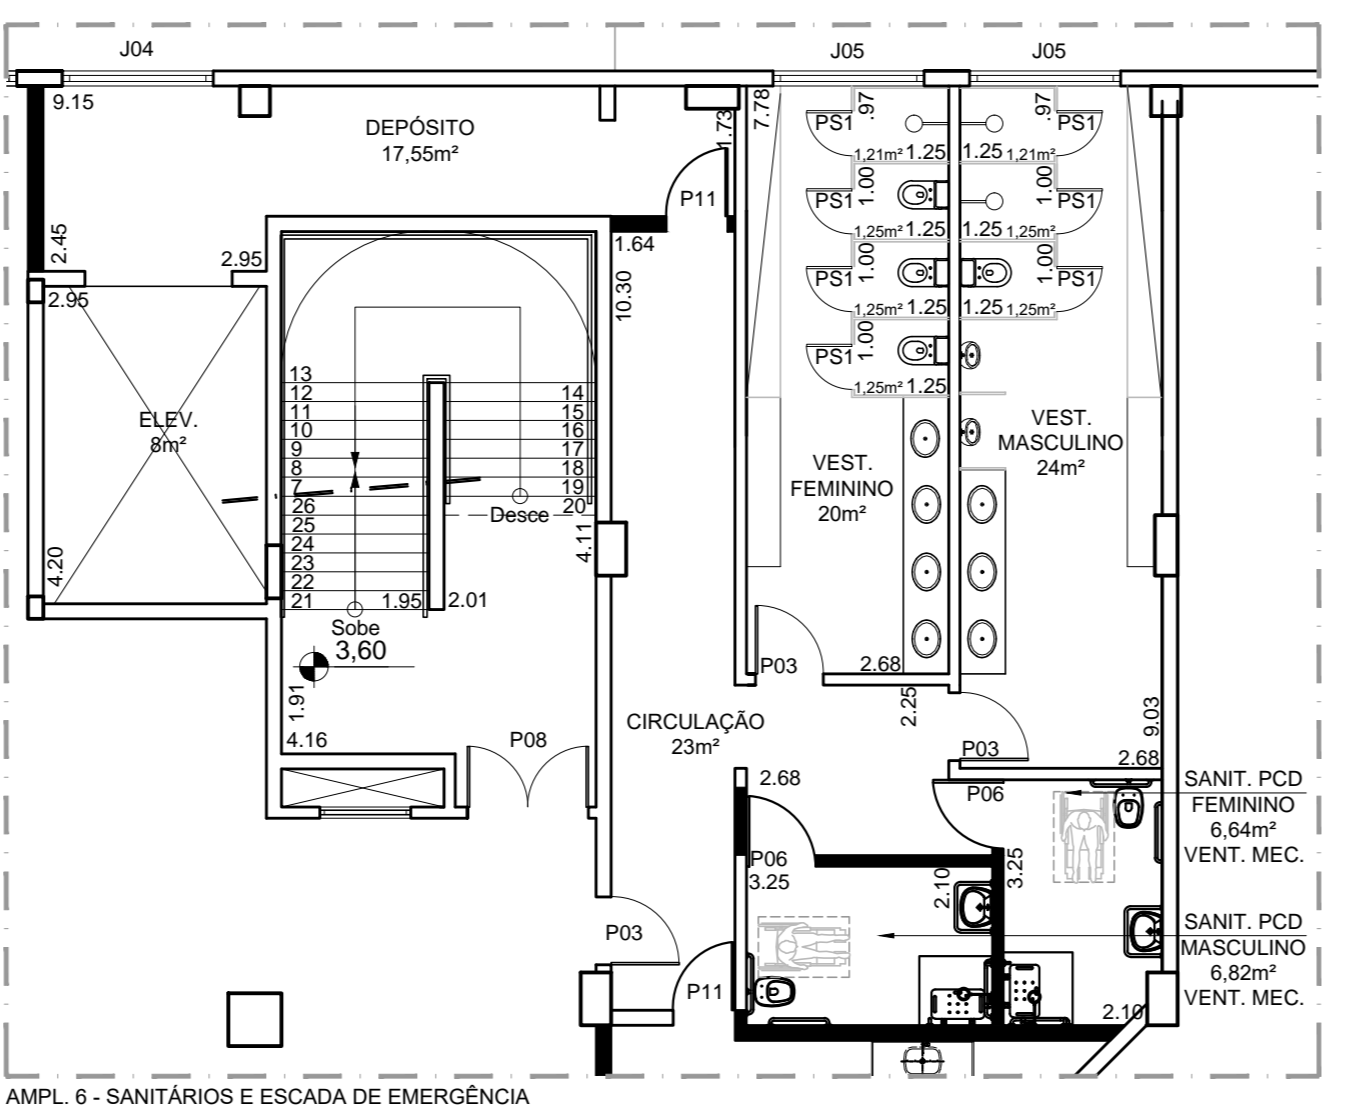 J04
J05
J05
9.15
DEPÓSITO
17,55m²
1.73
7.78
PS1
.97
.97
PS1
1,21m²
1.25
1.25
1,21m²
P11
PS1
1.00
1.00
PS1
1,25m²
1.25
1.25
1,25m²
2.45
2.95
1.64
2.95
10.30
PS1
1.00
1.00
PS1
1,25m²
1.25
1.25
1,25m²
PS1
1.00
1,25m²
1.25
13
12
11
10
9
8
7
26
25
24
23
22
21
14
15
16
17
18
19
20
ELEV.
8m²
4.20
Desce
4.11
1.95
2.01
Sobe
3,60
1.91
4.16
P08
VEST.
FEMININO
20m²
VEST.
MASCULINO
24m²
P03
2.68
2.25
CIRCULAÇÃO
23m²
P03
9.03
2.68
2.68
P06
P06
3.25
2.10
3.25
SANIT. PCD
FEMININO
6,64m²
VENT. MEC.
SANIT. PCD
MASCULINO
6,82m²
VENT. MEC.
P03
P11
2.10
AMPL. 6 - SANITÁRIOS E ESCADA DE EMERGÊNCIA